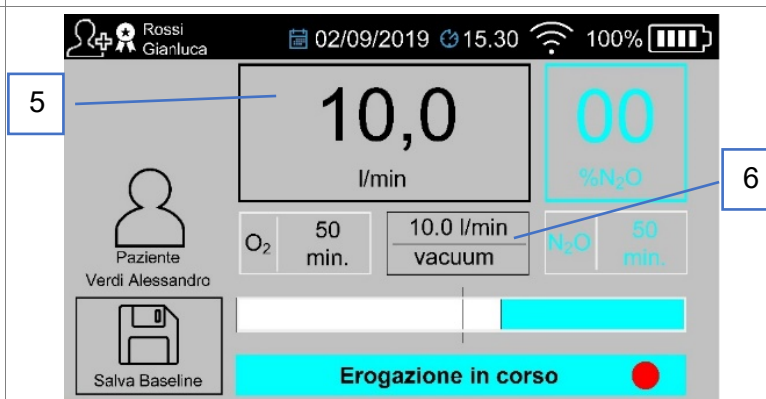 Rossi
Gianluca
02/09/2019 15.30 100%
5
10,0
l/min
00
%N₂O
6
Paziente
Verdi Alessandro
O₂
50
min.
10.0 l/min
vacuum
N₂O
50
min.
Salva Baseline
Erogazione in corso